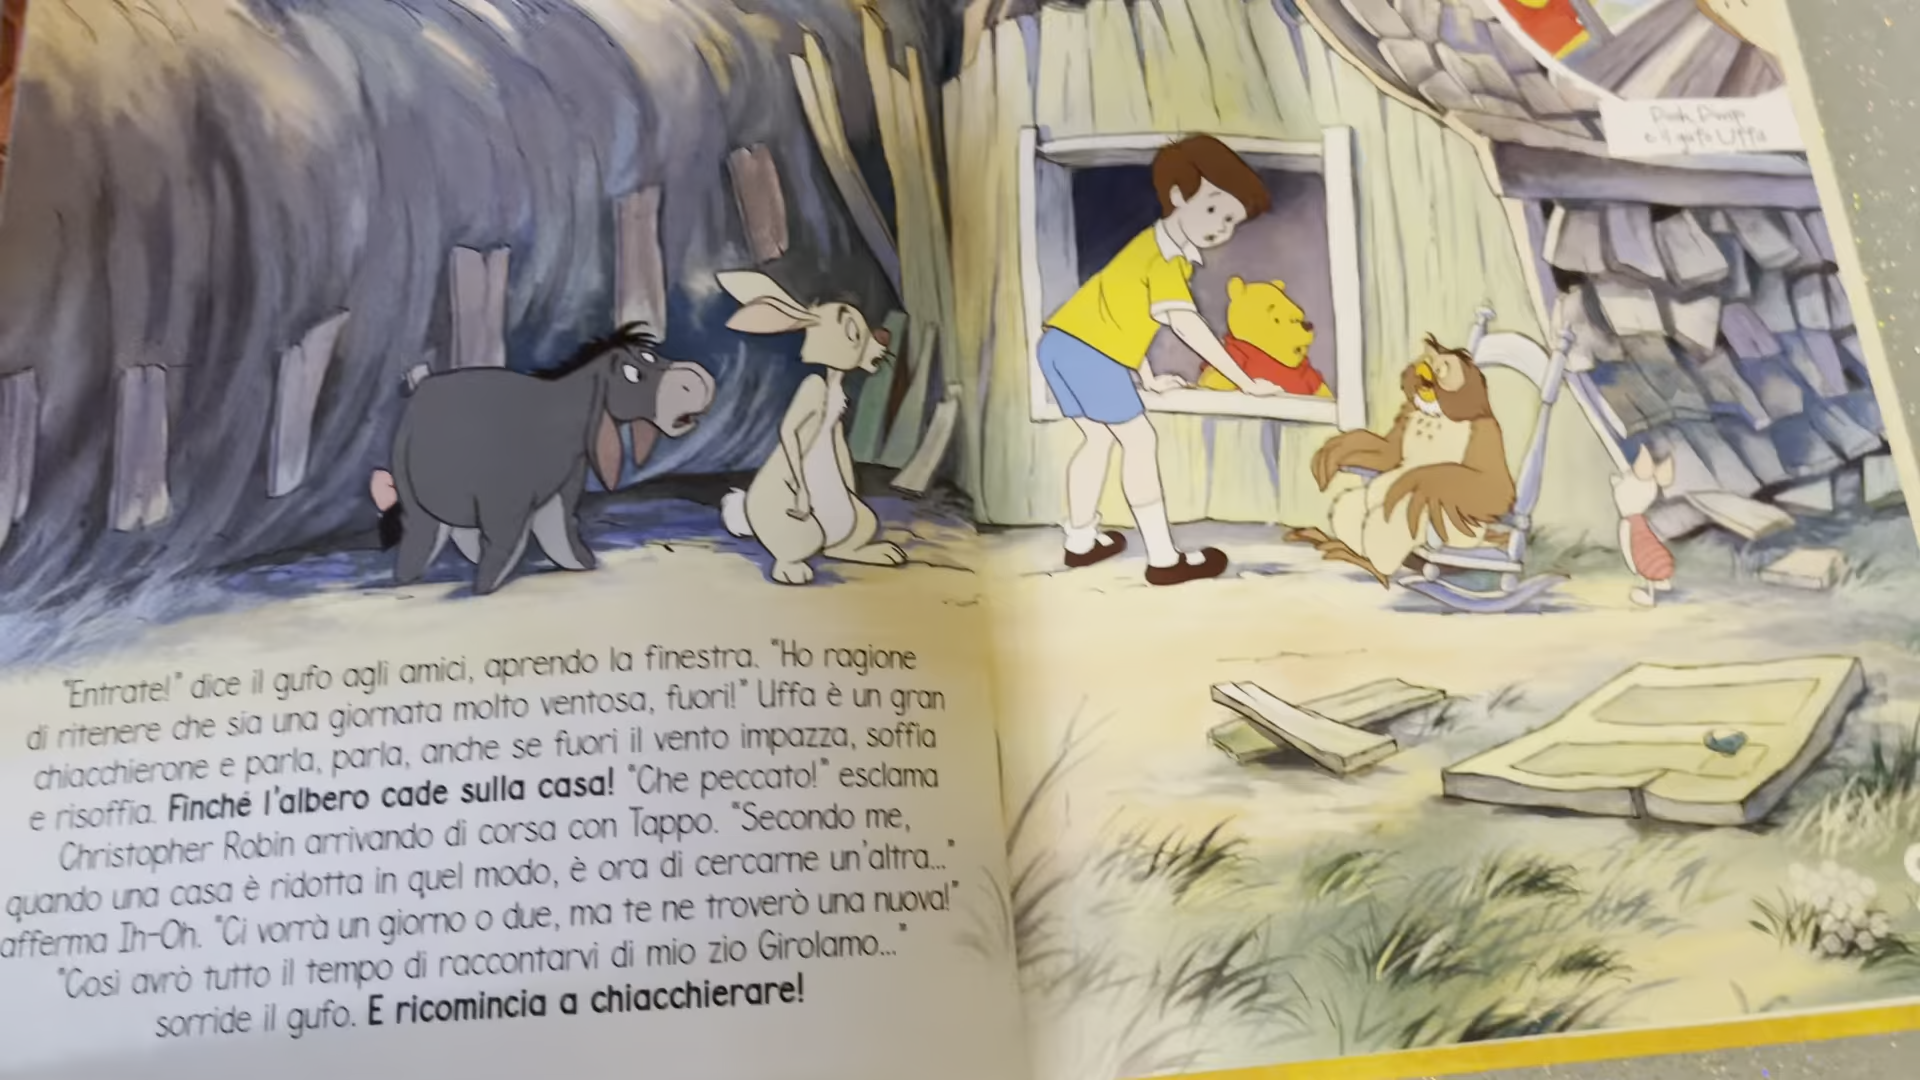 "Entrate!" dice il gufo agli amici, aprendo la finestra. "Ho ragione
di ritenere che sia una giornata molto ventosa, fuori!" Uffa è un gran
chiacchierone e parla, parla, anche se fuori il vento impazza, soffia
e risoffia. Finché l'albero cade sulla casa! "Che peccato!" esclama
Christopher Robin arrivando di corsa con Tappo. "Secondo me,
quando una casa è ridotta in quel modo, è ora di cercarne un'altra..."
afferma Ih-Oh. "Ci vorrà un giorno o due, ma te ne troverò una nuova!"
"Così avrò tutto il tempo di raccontarvi di mio zio Girolamo..."
sorride il gufo. E ricomincia a chiacchierare!
e il gufo Uffa